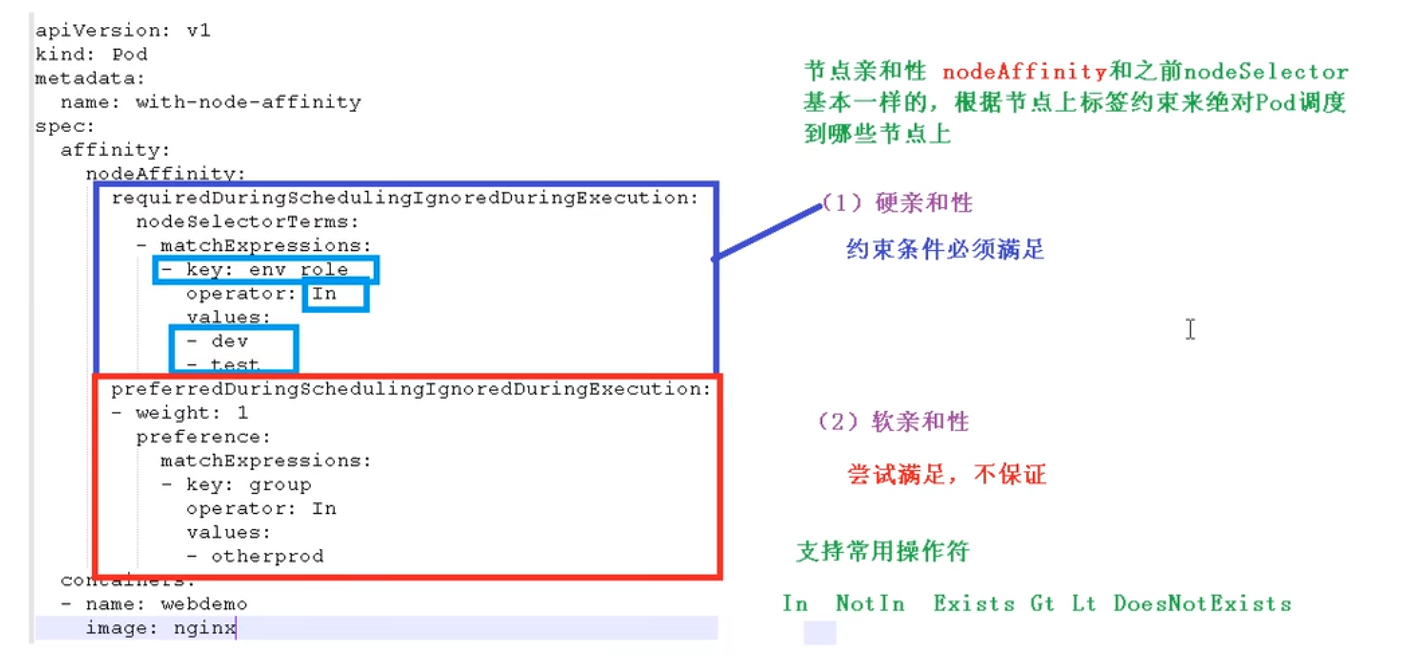 apiVersion: v1
kind: Pod
metadata:
  name: with-node-affinity
spec:
  affinity:
    nodeAffinity:
      requiredDuringSchedulingIgnoredDuringExecution:
        nodeSelectorTerms:
        - matchExpressions:
          - key: env_role
            operator: In
            values:
            - dev
            - test
      preferredDuringSchedulingIgnoredDuringExecution:
      - weight: 1
        preference:
          matchExpressions:
          - key: group
            operator: In
            values:
            - otherprod
  containers:
  - name: webdemo
    image: nginx
节点亲和性 nodeAffinity和之前nodeSelector
基本一样的，根据节点上标签约束来绝对Pod调度
到哪些节点上
（1）硬亲和性
约束条件必须满足
（2）软亲和性
尝试满足，不保证
支持常用操作符
In NotIn Exists Gt Lt DoesNotExists